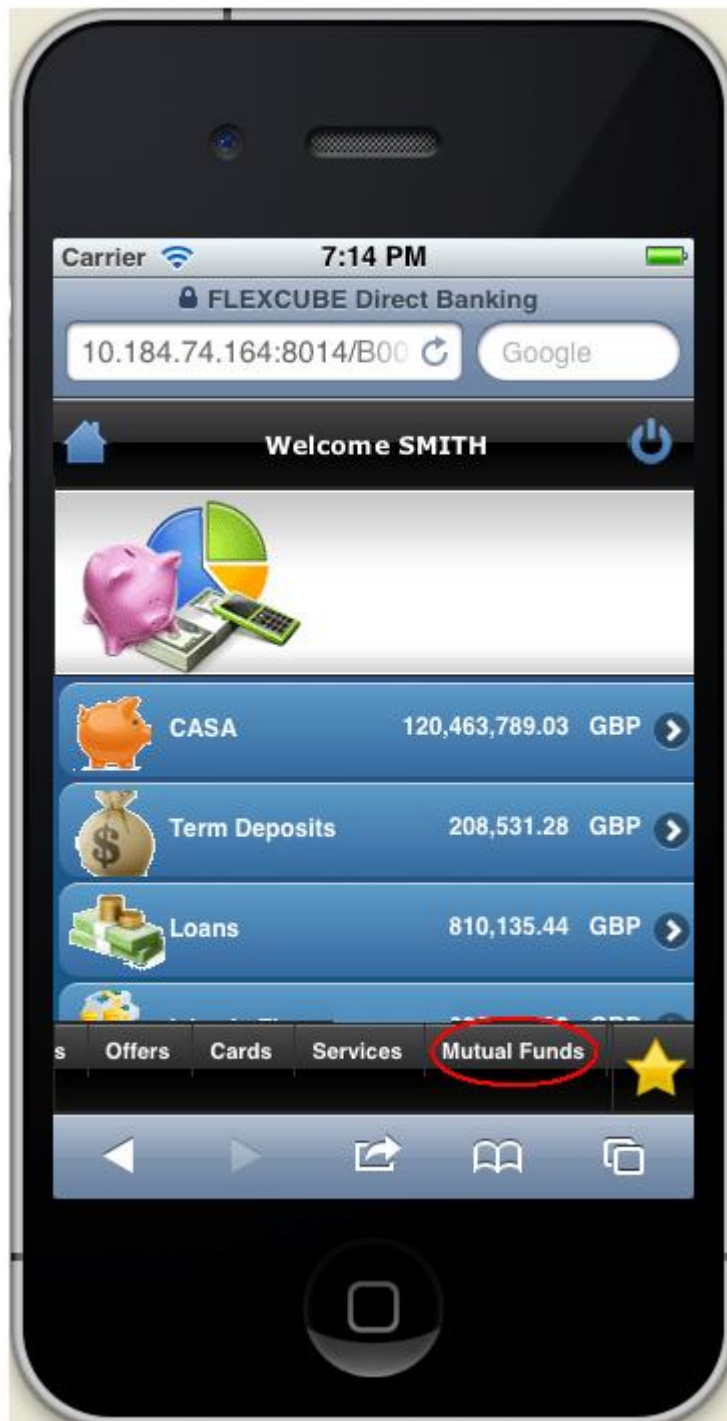 Carrier 7:14 PM
FLEXCUBE Direct Banking
10.184.74.164:8014/B00 Google
Welcome SMITH
CASA 120,463,789.03 GBP
$
Term Deposits 208,531.28 GBP
Loans 810,135.44 GBP
s Offers Cards Services Mutual Funds